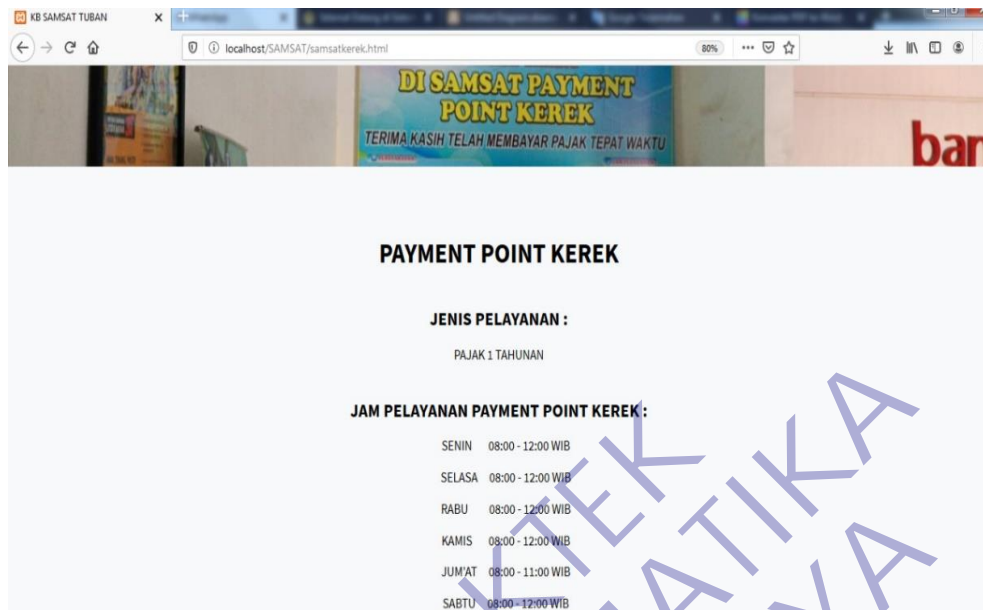 KB SAMSAT TUBAN
localhost/SAMSAT/samsatkerek.html
80%
DI SAMSAT PAYMENT
POINT KEREK
TERIMA KASIH TELAH MEMBAYAR PAJAK TEPAT WAKTU
PAYMENT POINT KEREK
JENIS PELAYANAN :
PAJAK 1 TAHUNAN
JAM PELAYANAN PAYMENT POINT KEREK :
SENIN 08:00 - 12:00 WIB
SELASA 08:00 - 12:00 WIB
RABU 08:00 - 12:00 WIB
KAMIS 08:00 - 12:00 WIB
JUM'AT 08:00 - 11:00 WIB
SABTU 08:00 - 12:00 WIB